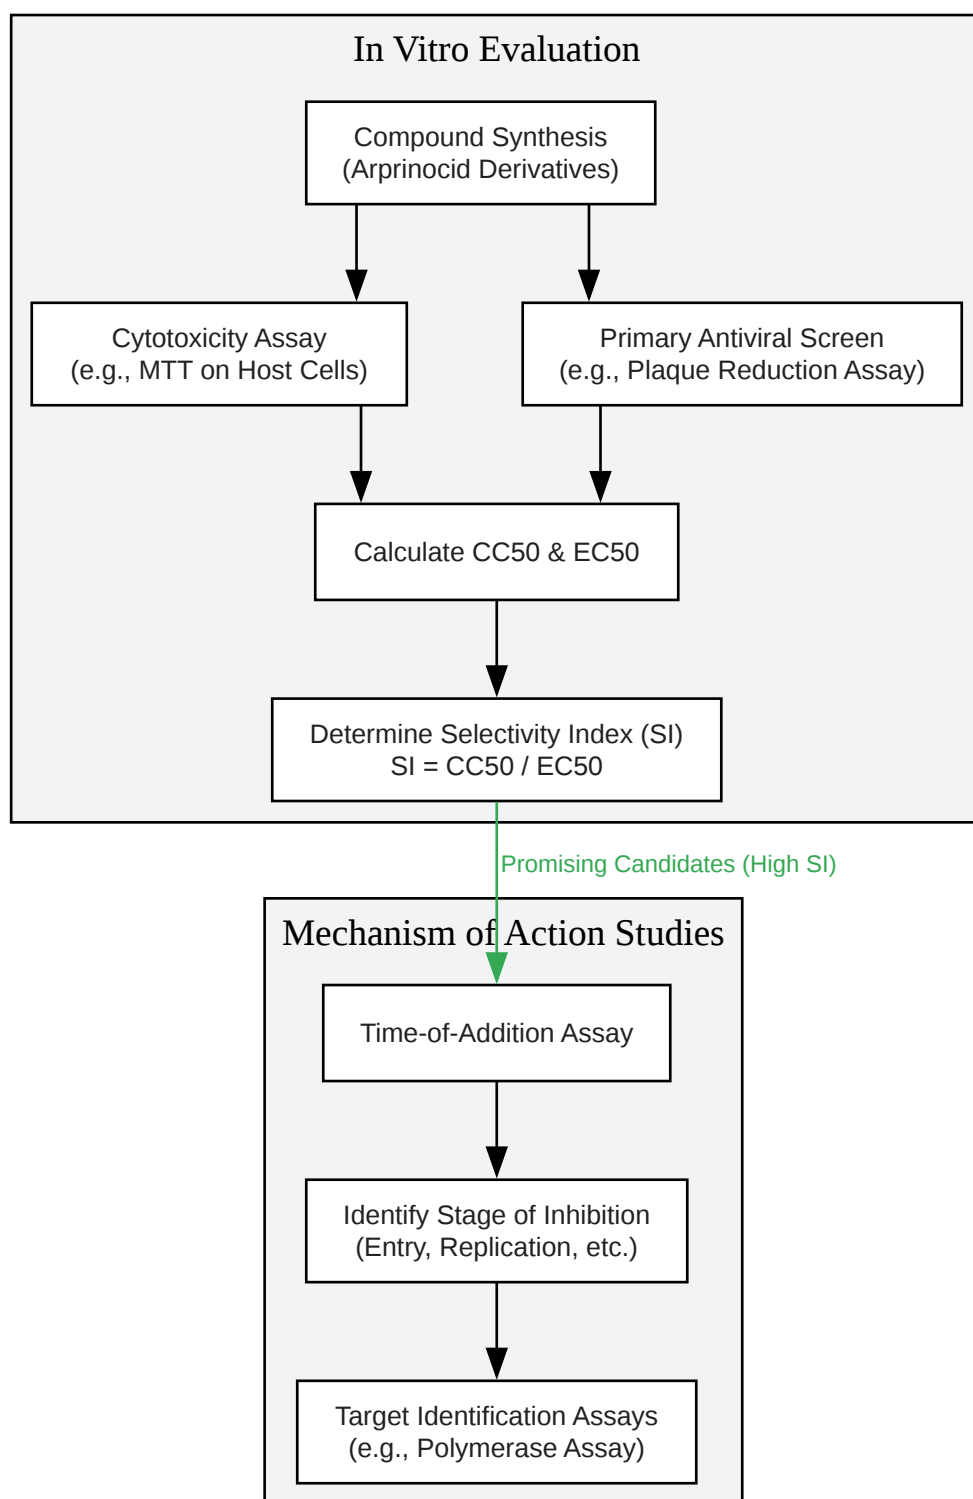 In Vitro Evaluation
Compound Synthesis
(Arprinocid Derivatives)
Cytotoxicity Assay
(e.g., MTT on Host Cells)
Primary Antiviral Screen
(e.g., Plaque Reduction Assay)
Calculate CC50 & EC50
Determine Selectivity Index (SI)
SI = CC50 / EC50
Promising Candidates (High SI)
Mechanism of Action Studies
Time-of-Addition Assay
Identify Stage of Inhibition
(Entry, Replication, etc.)
Target Identification Assays
(e.g., Polymerase Assay)